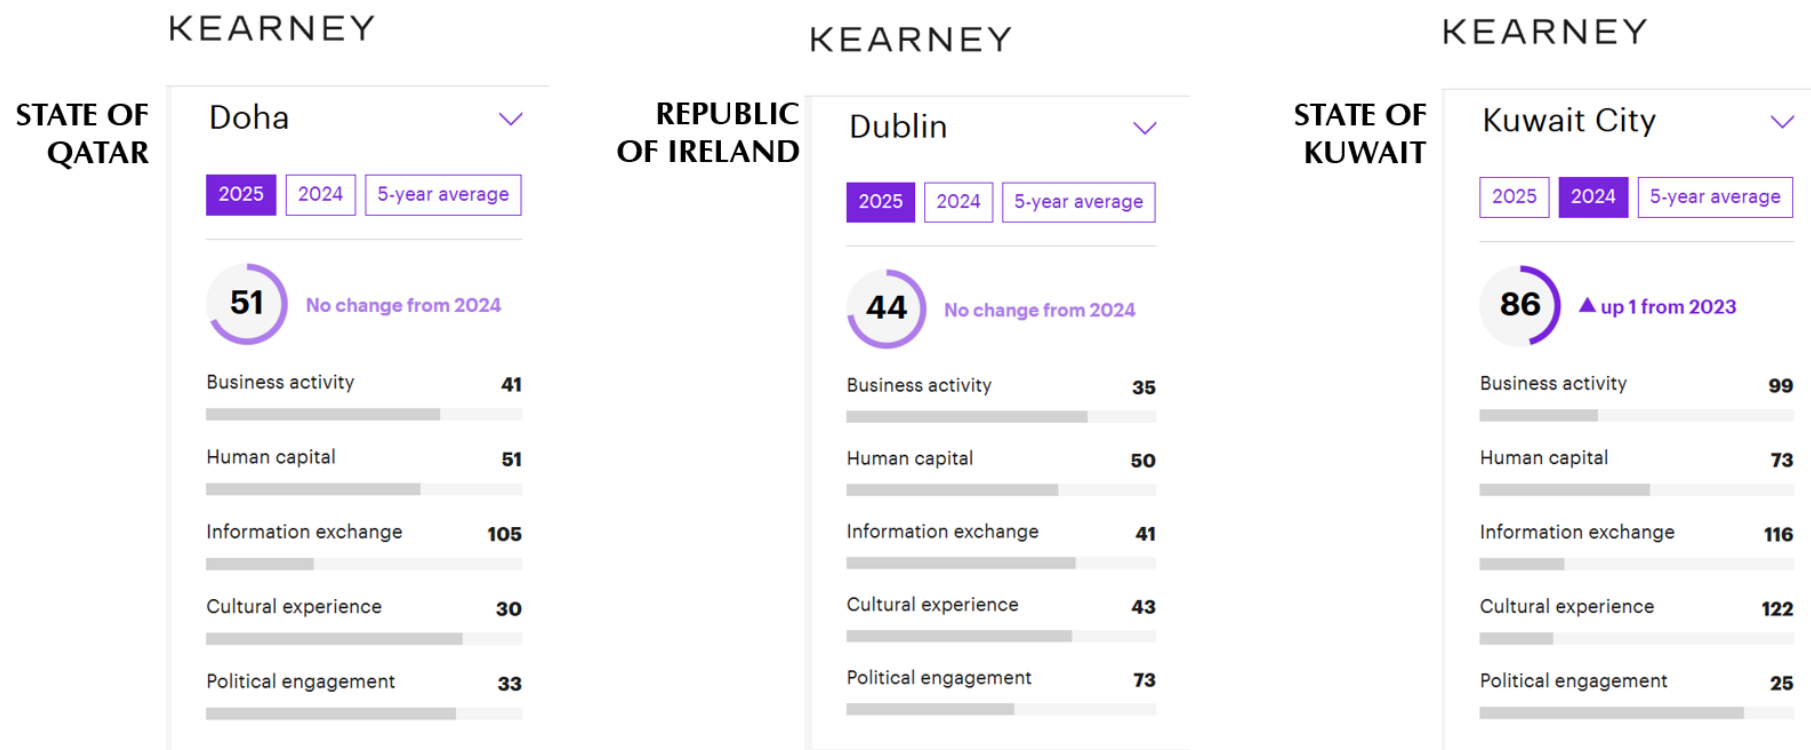 KEARNEY
STATE OF
QATAR
Doha
2025
2024
5-year average
51
No change from 2024
Business activity 41
Human capital 51
Information exchange 105
Cultural experience 30
Political engagement 33
KEARNEY
REPUBLIC
OF IRELAND
Dublin
2025
2024
5-year average
44
No change from 2024
Business activity 35
Human capital 50
Information exchange 41
Cultural experience 43
Political engagement 73
KEARNEY
STATE OF
KUWAIT
Kuwait City
2025
2024
5-year average
86
up 1 from 2023
Business activity 99
Human capital 73
Information exchange 116
Cultural experience 122
Political engagement 25